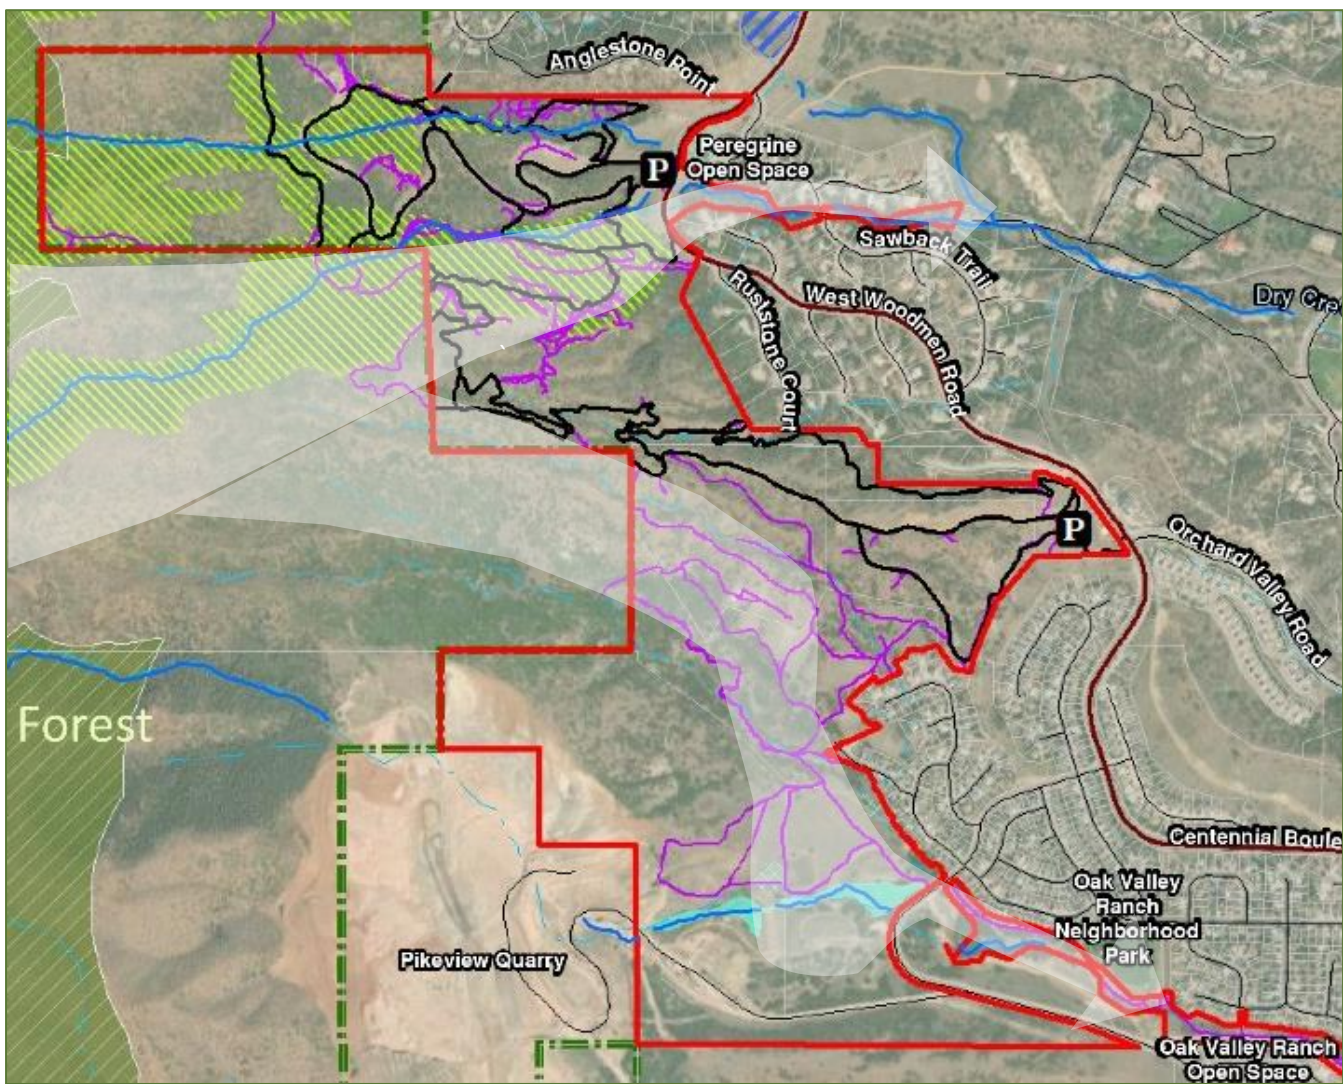 Anglestone Point
P
Peregrine
Open Space
Sawback Trail
Ruststone Court
West Woodmen Road
Dry Cre
P
Orchard Valley Road
Forest
Centennial Boule
Oak Valley
Ranch
Neighborhood
Park
Pikeview Quarry
Oak Valley Ranch
Open Space